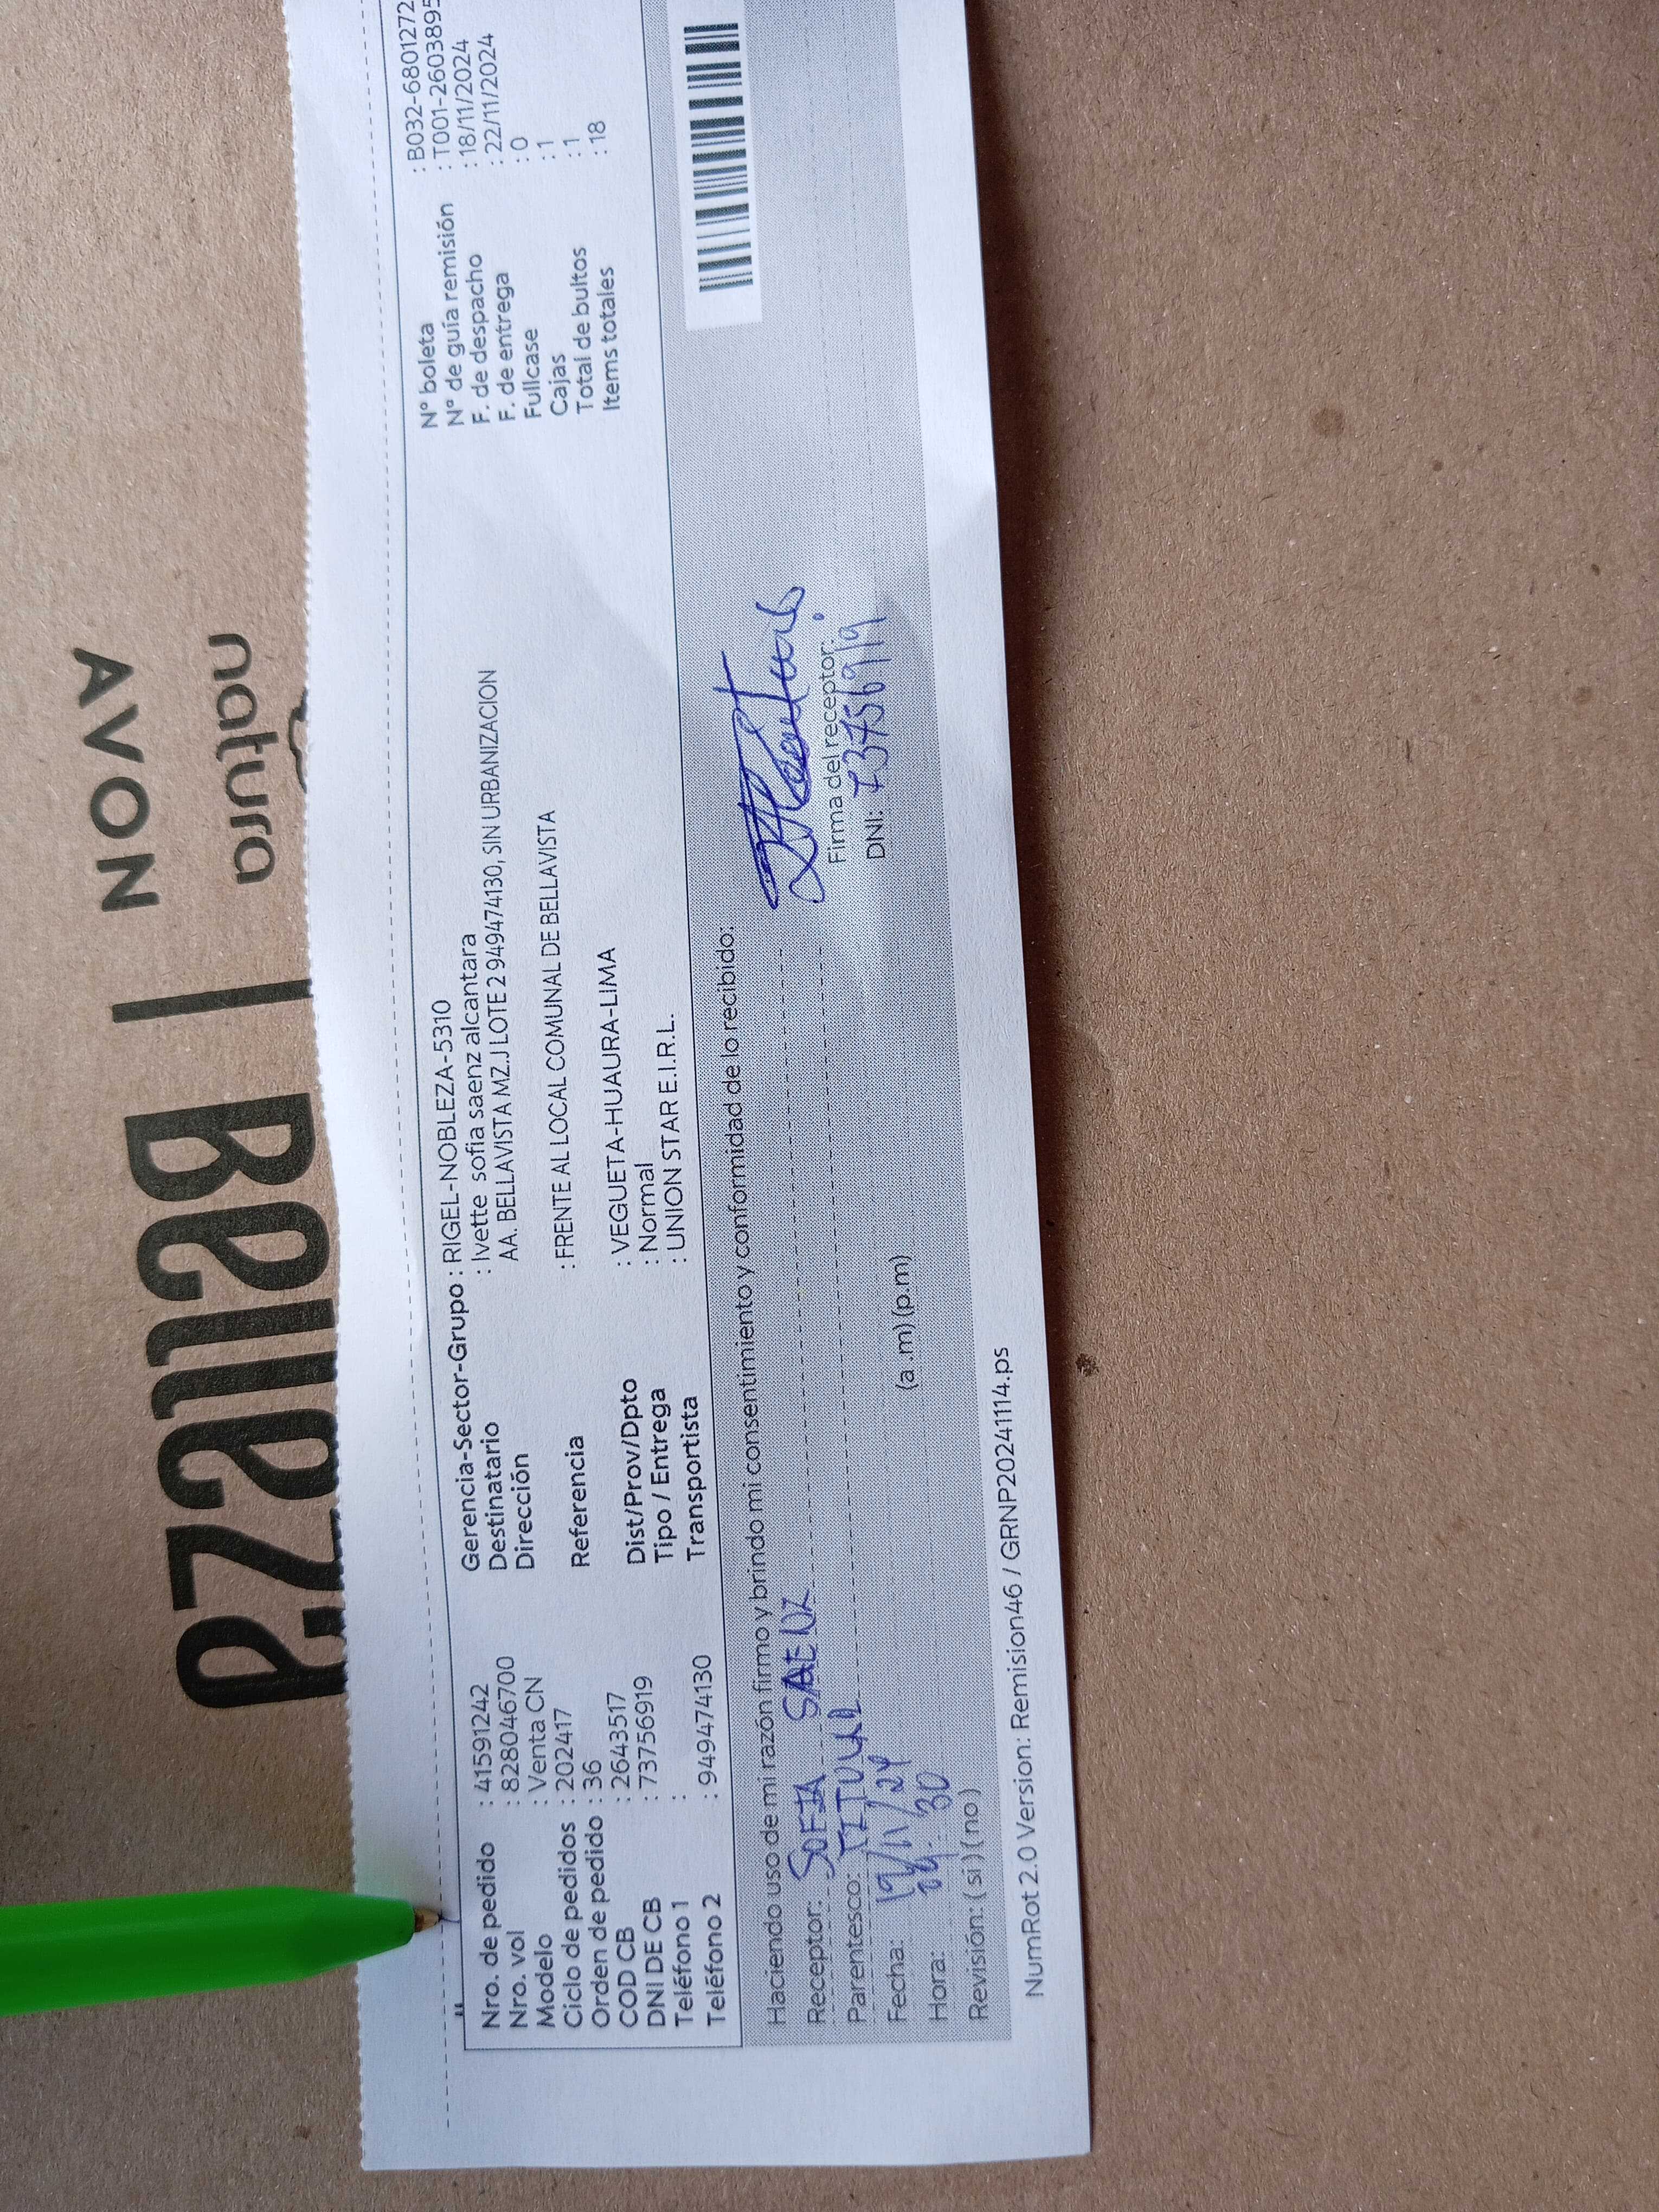 Belleza
AVON
natura
Nro. de pedido : 41591242
Nro. vol : 828046700
Modelo : Venta CN
Ciclo de pedidos : 202417
Orden de pedido : 36
COD CB : 2643517
DNI DE CB : 73756919
Teléfono 1 :
Teléfono 2 : 949474130
Gerencia-Sector-Grupo : RIGEL-NOBLEZA-5310
Destinatario : Ivette sofia saenz alcantara
Dirección AA. BELLAVISTA MZ.J LOTE 2 949474130, SIN URBANIZACION
Referencia : FRENTE AL LOCAL COMUNAL DE BELLAVISTA
Dist/Prov/Dpto : VEGUETA-HUAURA-LIMA
Tipo / Entrega : Normal
Transportista : UNION STAR E.I.R.L.
N° boleta : B032-6801272
N° de guía remisión : T001-2603895
F. de despacho : 18/11/2024
F. de entrega : 22/11/2024
Fullcase : 0
Cajas : 1
Total de bultos : 1
Items totales : 18
Haciendo uso de mi razón firmo y brindo mi consentimiento y conformidad de lo recibido:
Receptor: SOFIA SAENZ
Parentesco: TITULAR
Fecha: 19/11/24
Hora: : 30 (a.m)(p.m)
Revisión: (si)(no)
Firma del receptor:
DNI: 73756919
NumRot 2.0 Version: Remision46 / GRNP20241114.ps